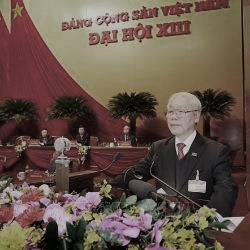 ĐẢNG CỘNG SẢN VIỆT NAM
ĐẠI HỘI XIII